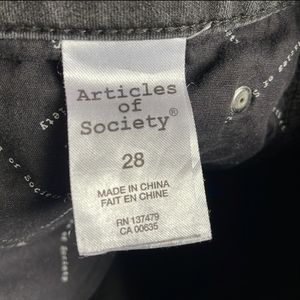 Articles
of
Society®
28
MADE IN CHINA
FAIT EN CHINE
RN 137479
CA 00635